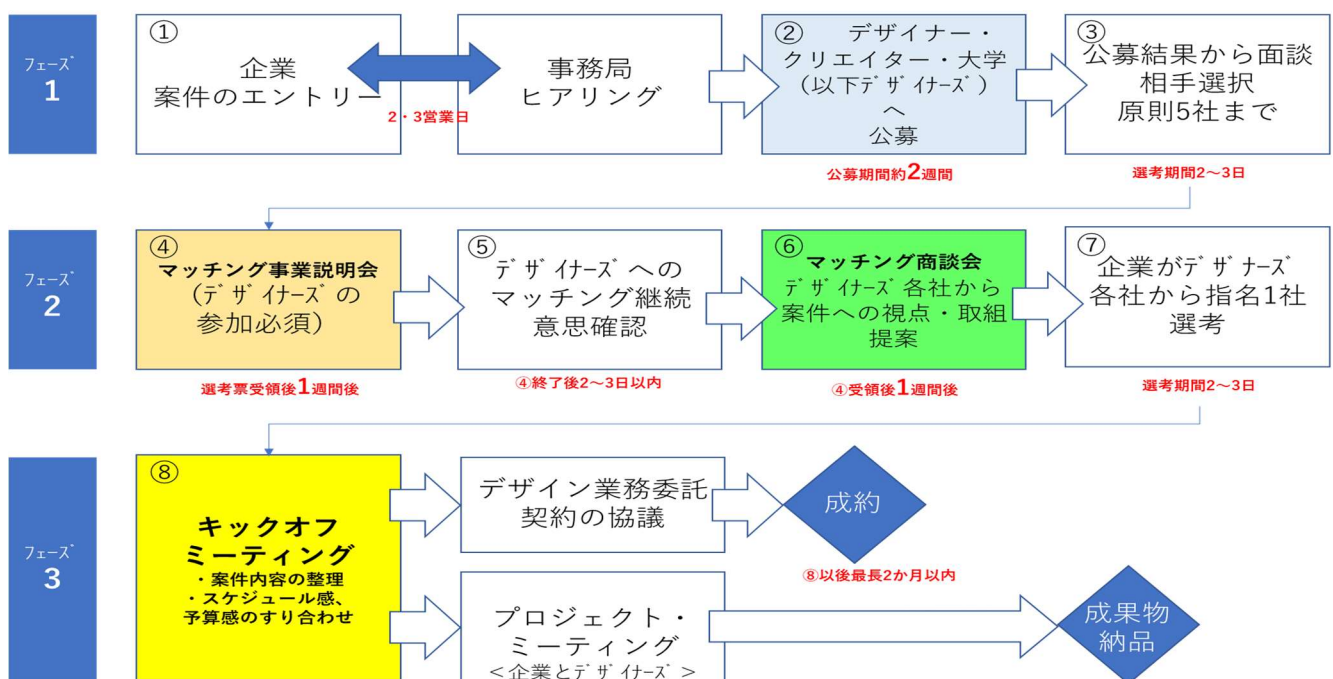 フェーズ
1
①
企業
案件のエントリー
2・3営業日
事務局
ヒアリング
② デザイナー・
クリエイター・大学
(以下デザイナーズ)
へ
公募
公募期間約2週間
③
公募結果から面談
相手選択
原則5社まで
選考期間2～3日
フェーズ
2
④
マッチング事業説明会
(デザイナーズの
参加必須)
選考票受領後1週間後
⑤
デザイナーズへの
マッチング継続
意思確認
④終了後2～3日以内
⑥
マッチング商談会
デザイナーズ各社から
案件への視点・取組
提案
④受領後1週間後
⑦
企業がデザナーズ
各社から指名1社
選考
選考期間2～3日
フェーズ
3
⑧
キックオフ
ミーティング
・案件内容の整理
・スケジュール感、
予算感のすり合わせ
デザイン業務委託
契約の協議
成約
⑧以後最長2か月以内
プロジェクト・
ミーティング
<企業とデザイナーズ>
成果物
納品